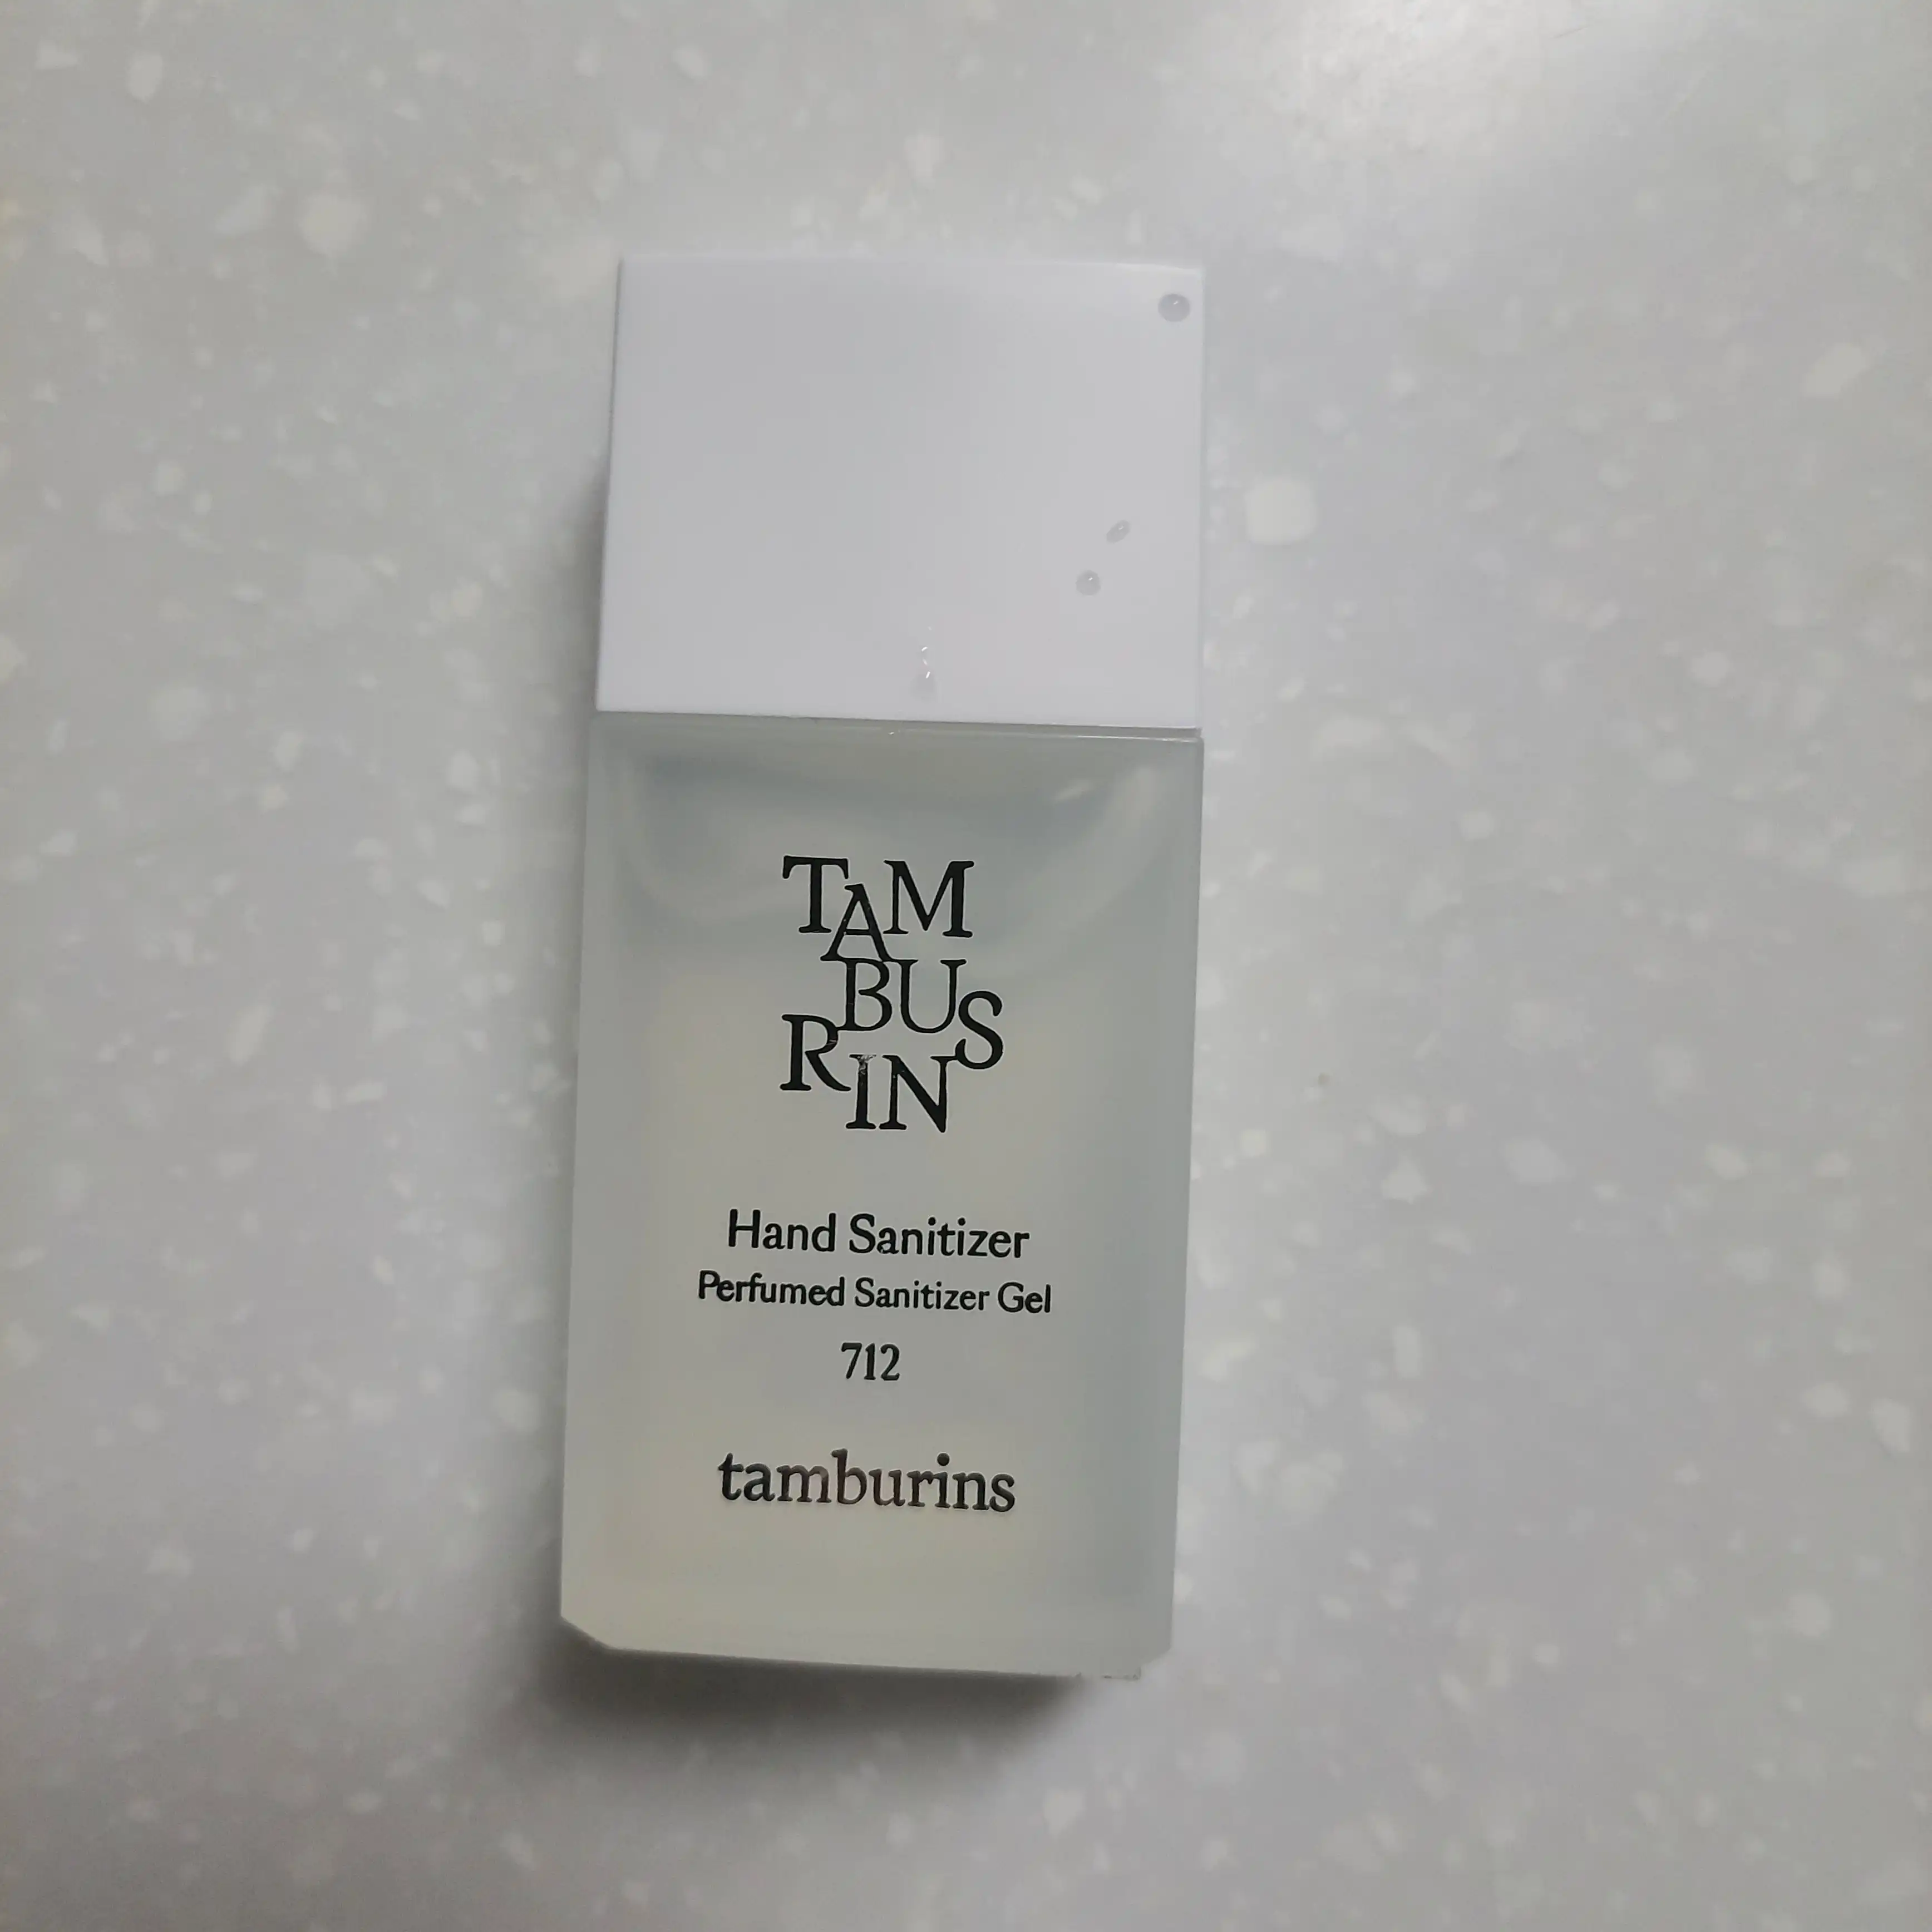 TAM
BUS
RIN
Hand Sanitizer
Perfumed Sanitizer Gel
712
tamburins